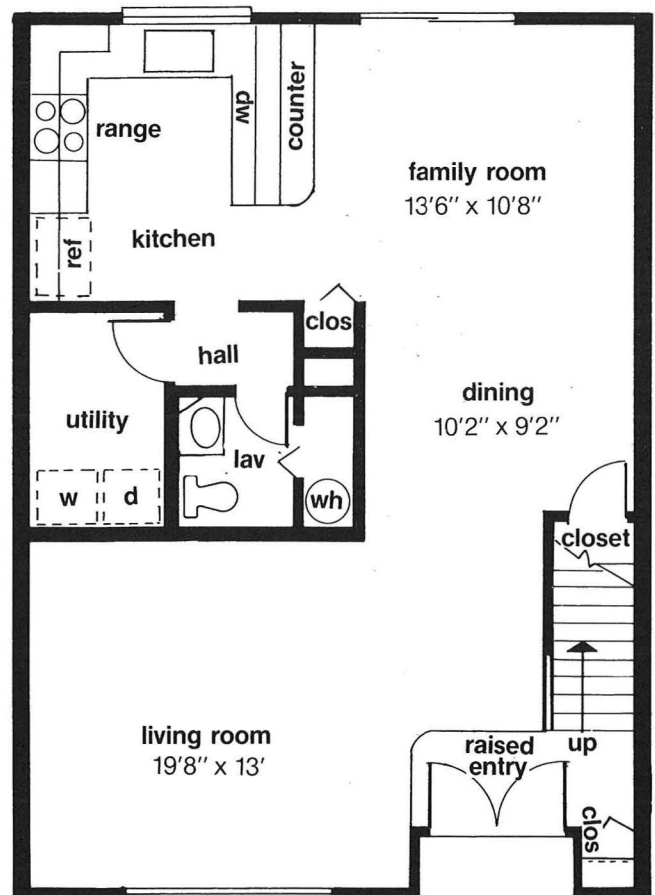 range
dw
counter
family room
13'6" x 10'8"
kitchen
ref
clos
hall
dining
10'2" x 9'2"
utility
lav
w
d
wh
closet
living room
19'8" x 13'
raised
entry
up
clos